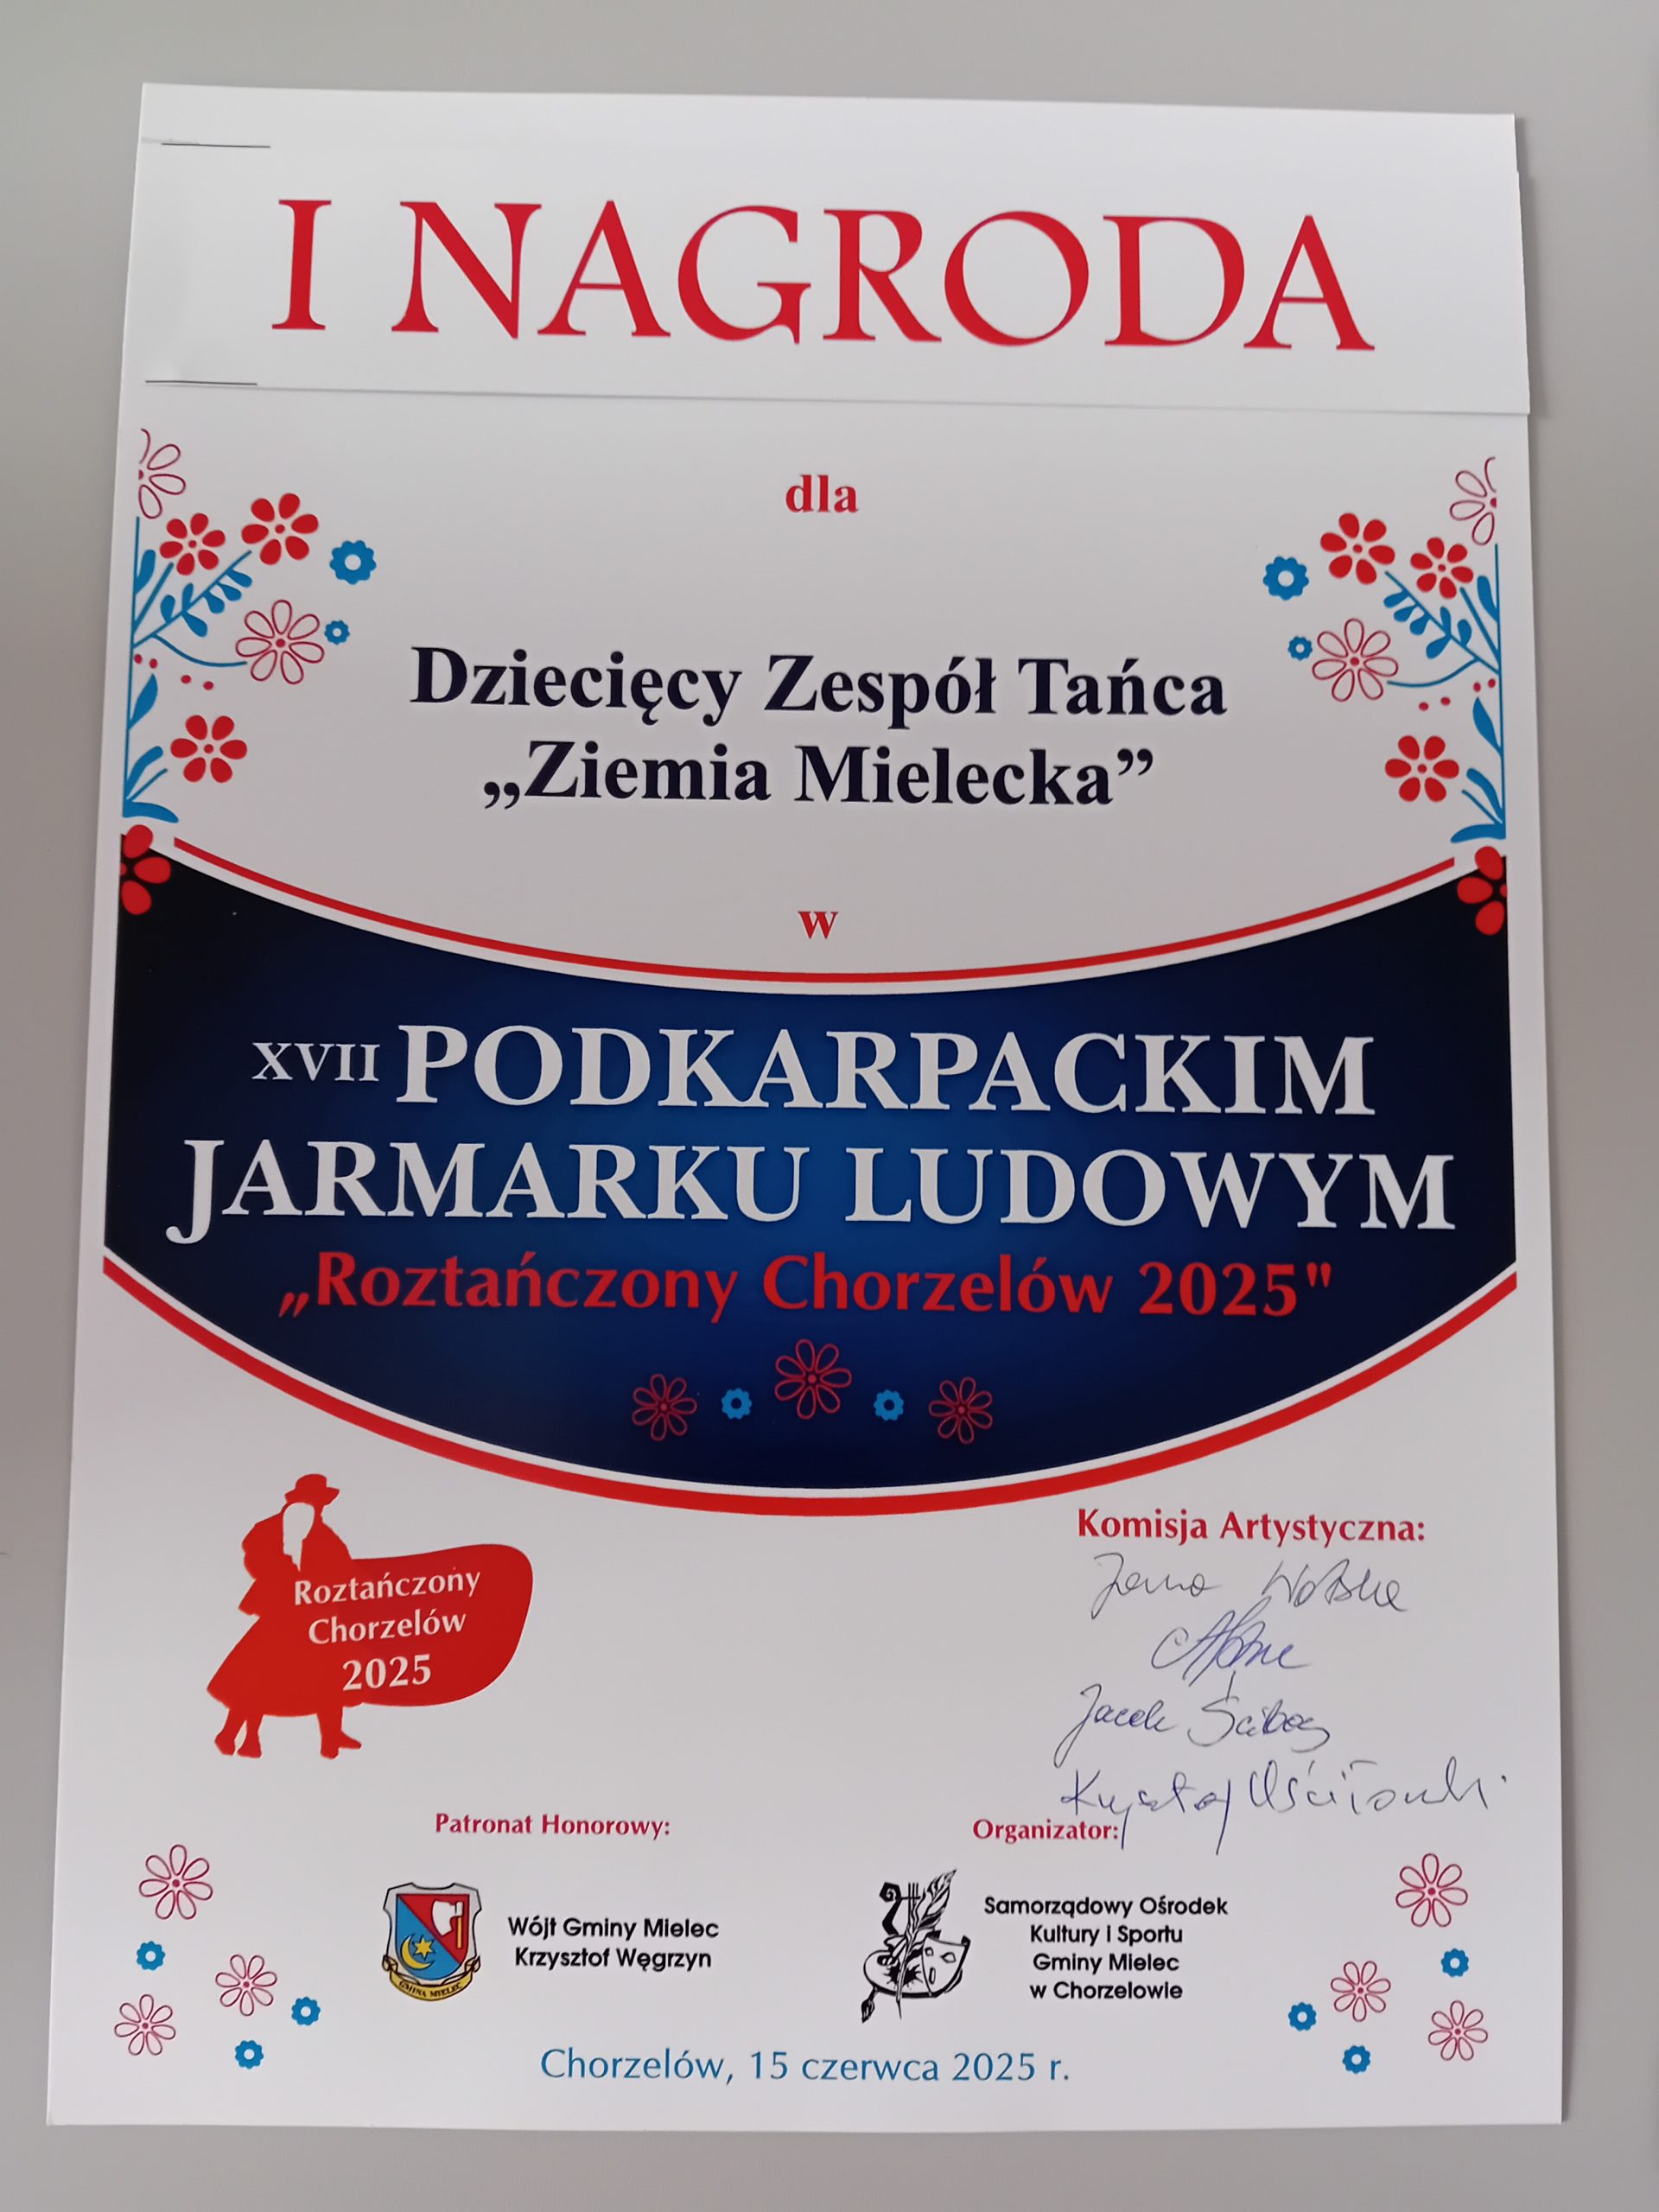 I NAGRODA
dla
Dziecięcy Zespół Tańca
„Ziemia Mielecka”
w
XVII PODKARPACKIM
JARMARKU LUDOWYM
„Roztańczony Chorzelów 2025"
Roztańczony
Chorzelów
2025
Komisja Artystyczna:
Jacek
Patronat Honorowy:
GMINA MIELEC
Wójt Gminy Mielec
Krzysztof Węgrzyn
Organizator:
Samorządowy Ośrodek
Kultury i Sportu
Gminy Mielec
w Chorzelowie
Chorzelów, 15 czerwca 2025 r.